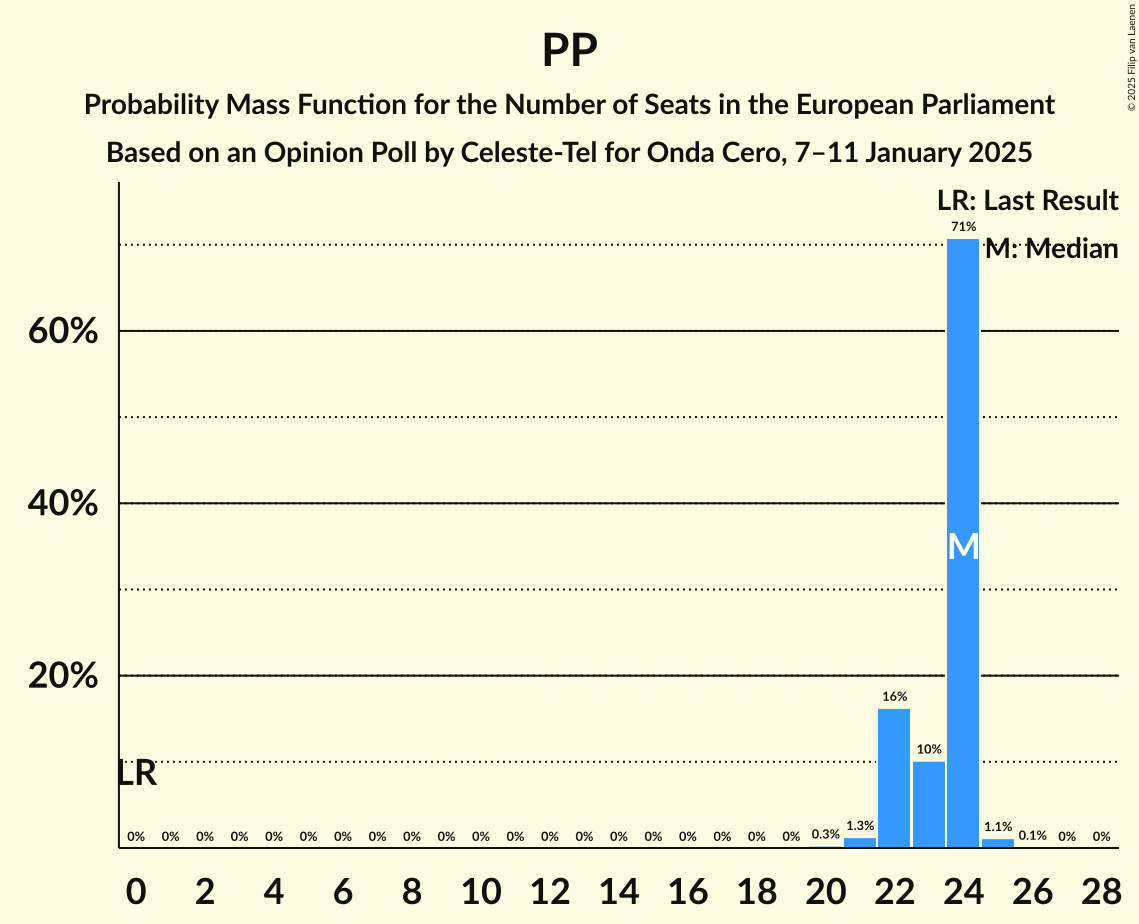 PP
Probability Mass Function for the Number of Seats in the European Parliament
Based on an Opinion Poll by Celeste-Tel for Onda Cero, 7–11 January 2025
© 2025 Filip van Laenen
LR: Last Result
M: Median
71%
60%
40%
M
20%
16%
10%
LR
0% 0% 0% 0% 0% 0% 0% 0% 0% 0% 0% 0% 0% 0% 0% 0% 0% 0% 0% 0% 0.3% 1.3% 1.1% 0.1% 0% 0%
0 2 4 6 8 10 12 14 16 18 20 22 24 26 28